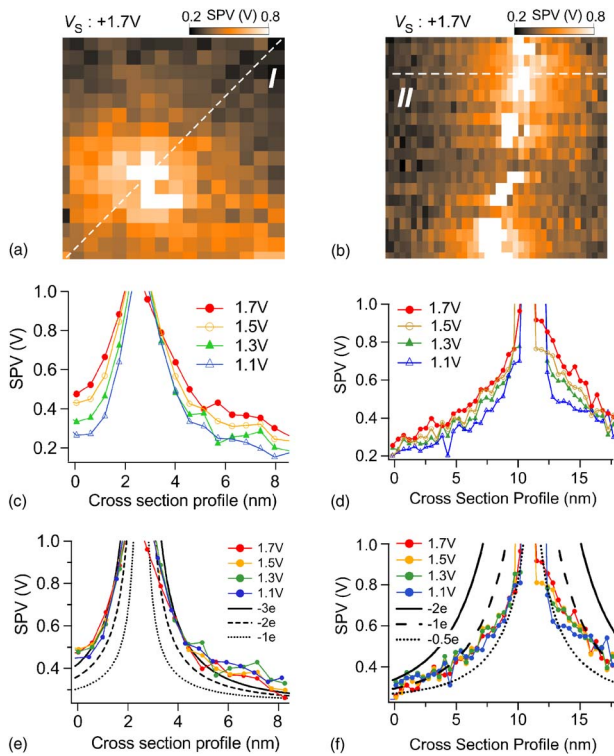 V_S : +1.7V
SPV (V)
0.2
0.8
I
(a)
V_S : +1.7V
SPV (V)
0.2
0.8
II
(b)
1.0
0.8
0.6
0.4
0.2
SPV (V)
1.7V
1.5V
1.3V
1.1V
0 2 4 6 8
(c) Cross section profile (nm)
1.0
0.8
0.6
0.4
0.2
SPV (V)
1.7V
1.5V
1.3V
1.1V
0 5 10 15
(d) Cross Section Profile (nm)
1.0
0.8
0.6
0.4
SPV (V)
1.7V
1.5V
1.3V
1.1V
-3e
-2e
-1e
0 2 4 6 8
(e) Cross section profile (nm)
1.0
0.8
0.6
0.4
SPV (V)
1.7V
1.5V
1.3V
1.1V
-2e
-1e
-0.5e
0 5 10 15
(f) Cross section profile (nm)